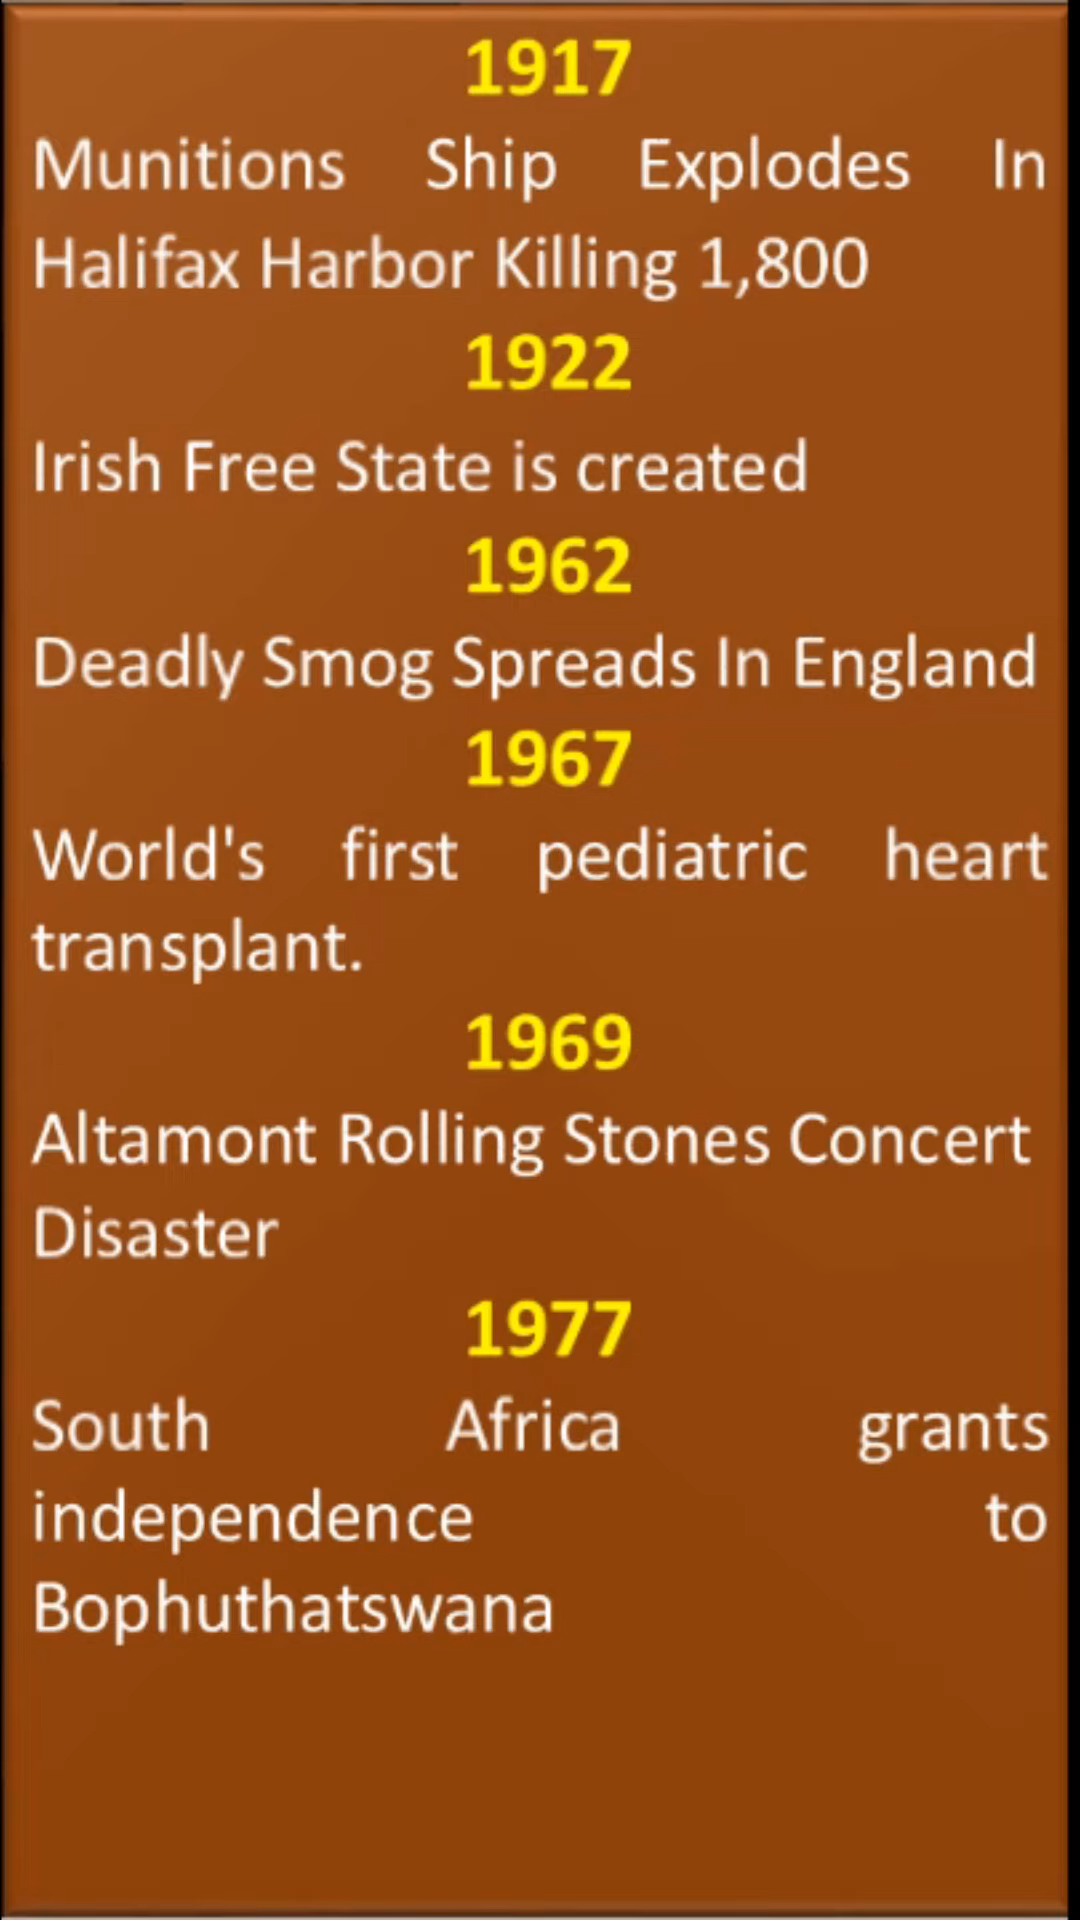 1917
Munitions Ship Explodes In
Halifax Harbor Killing 1,800
1922
Irish Free State is created
1962
Deadly Smog Spreads In England
1967
World's first pediatric heart
transplant.
1969
Altamont Rolling Stones Concert
Disaster
1977
South Africa grants
independence to
Bophuthatswana